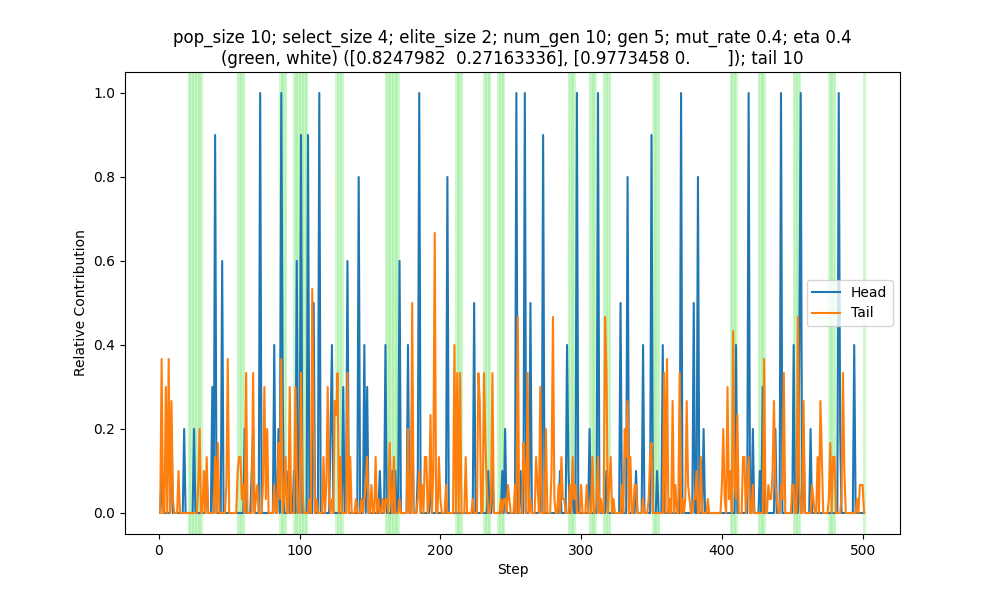 pop_size 10; select_size 4; elite_size 2; num_gen 10; gen 5; mut_rate 0.4; eta 0.4
(green, white) ([0.8247982  0.27163336], [0.9773458 0.        ]); tail 10
1.0
0.8
0.6
0.4
0.2
0.0
Relative Contribution
Head
Tail
0
100
200
300
400
500
Step